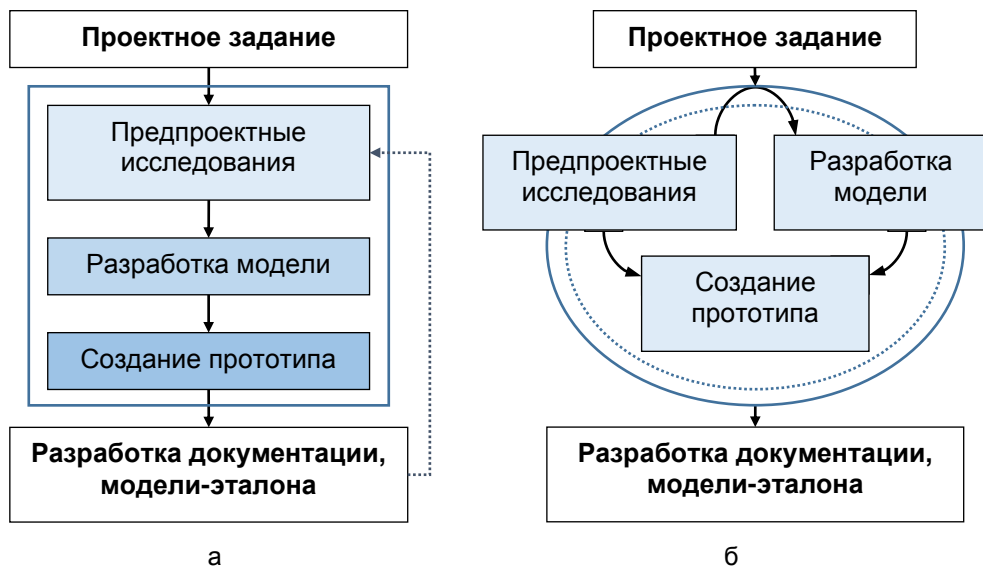 Проектное задание
Предпроектные
исследования
Разработка модели
Создание прототипа
Разработка документации,
модели-эталона
а
Проектное задание
Предпроектные
исследования
Разработка
модели
Создание
прототипа
Разработка документации,
модели-эталона
б